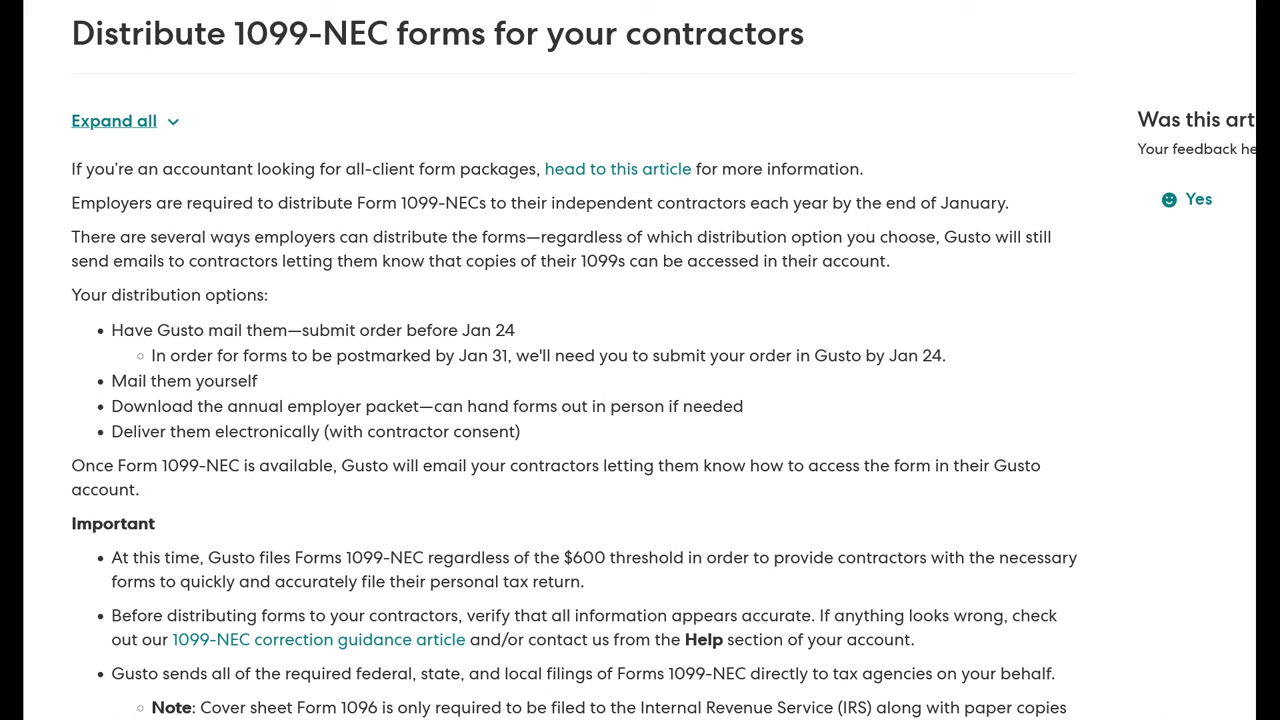 Distribute 1099-NEC forms for your contractors
Expand all
If you're an accountant looking for all-client form packages, head to this article for more information.
Employers are required to distribute Form 1099-NECs to their independent contractors each year by the end of January.
There are several ways employers can distribute the forms—regardless of which distribution option you choose, Gusto will still
send emails to contractors letting them know that copies of their 1099s can be accessed in their account.
Your distribution options:
• Have Gusto mail them—submit order before Jan 24
◦ In order for forms to be postmarked by Jan 31, we'll need you to submit your order in Gusto by Jan 24.
• Mail them yourself
• Download the annual employer packet—can hand forms out in person if needed
• Deliver them electronically (with contractor consent)
Once Form 1099-NEC is available, Gusto will email your contractors letting them know how to access the form in their Gusto
account.
Important
• At this time, Gusto files Forms 1099-NEC regardless of the $600 threshold in order to provide contractors with the necessary
forms to quickly and accurately file their personal tax return.
• Before distributing forms to your contractors, verify that all information appears accurate. If anything looks wrong, check
out our 1099-NEC correction guidance article and/or contact us from the Help section of your account.
• Gusto sends all of the required federal, state, and local filings of Forms 1099-NEC directly to tax agencies on your behalf.
◦ Note: Cover sheet Form 1096 is only required to be filed to the Internal Revenue Service (IRS) along with paper copies
Was this art
Your feedback he
Yes